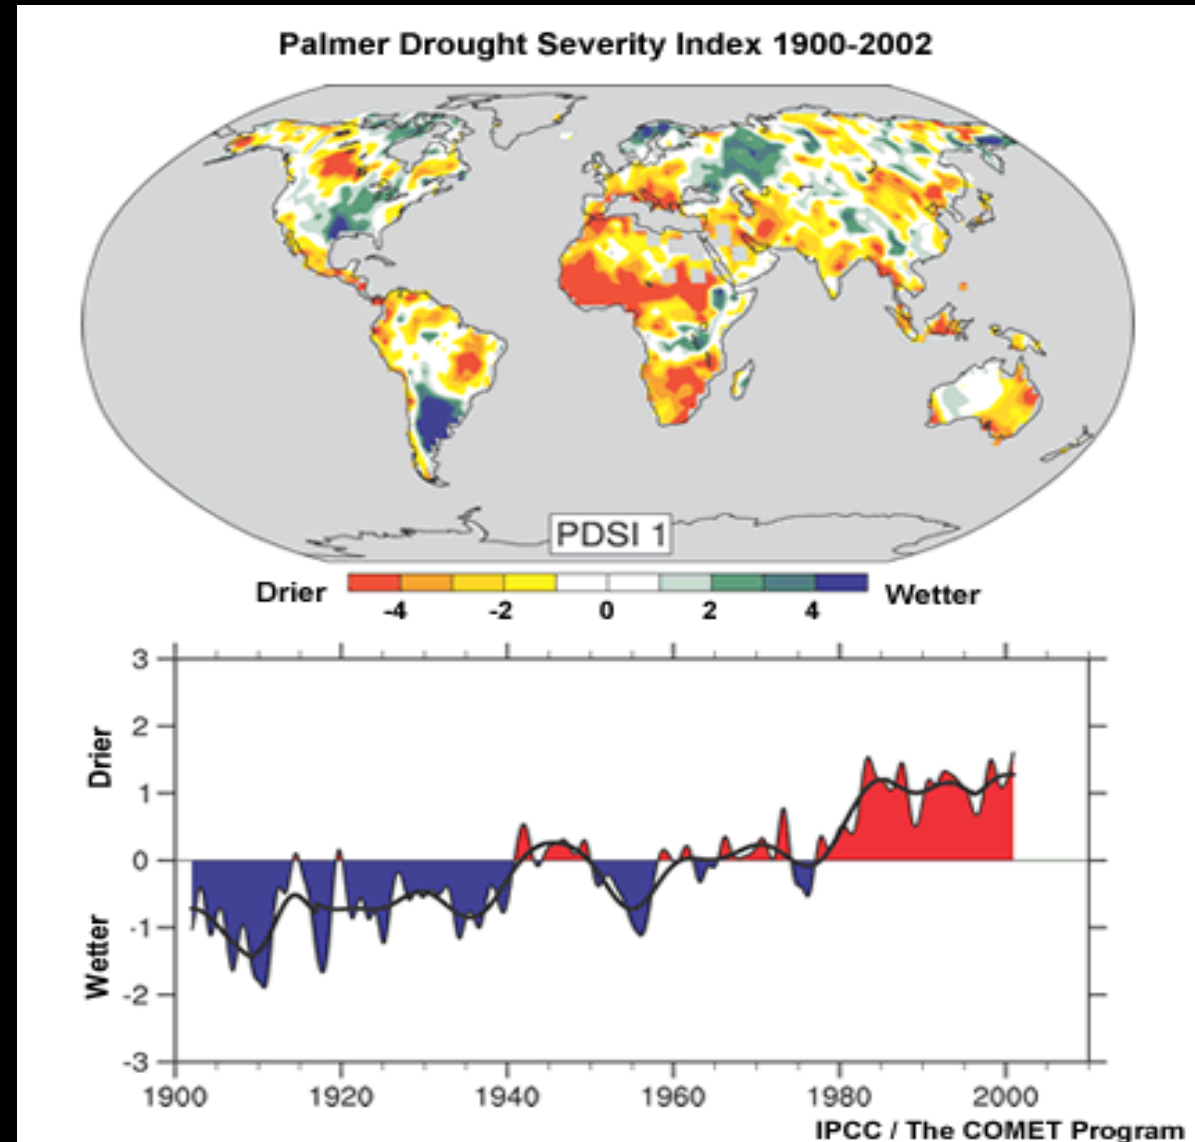 Palmer Drought Severity Index 1900-2002
PDSI 1
Drier -4 -2 0 2 4 Wetter
3
2
1
0
-1
-2
-3
Drier
Wetter
1900 1920 1940 1960 1980 2000
IPCC / The COMET Program